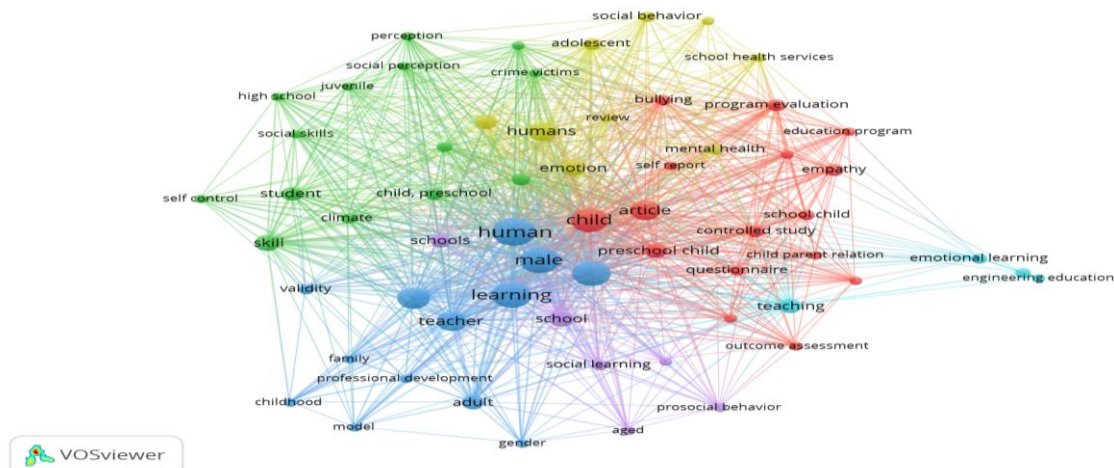 social behavior
perception
adolescent
school health services
social perception
crime victims
juvenile
high school
bullying
program evaluation
review
education program
social skills
humans
mental health
self report
emotion
empathy
self control
student
child, preschool
article
school child
climate
child
human
controlled study
skill
schools
preschool child
child parent relation
male
emotional learning
questionnaire
engineering education
validity
learning
teaching
teacher
school
outcome assessment
family
social learning
professional development
childhood
adult
prosocial behavior
model
aged
gender
VOSviewer